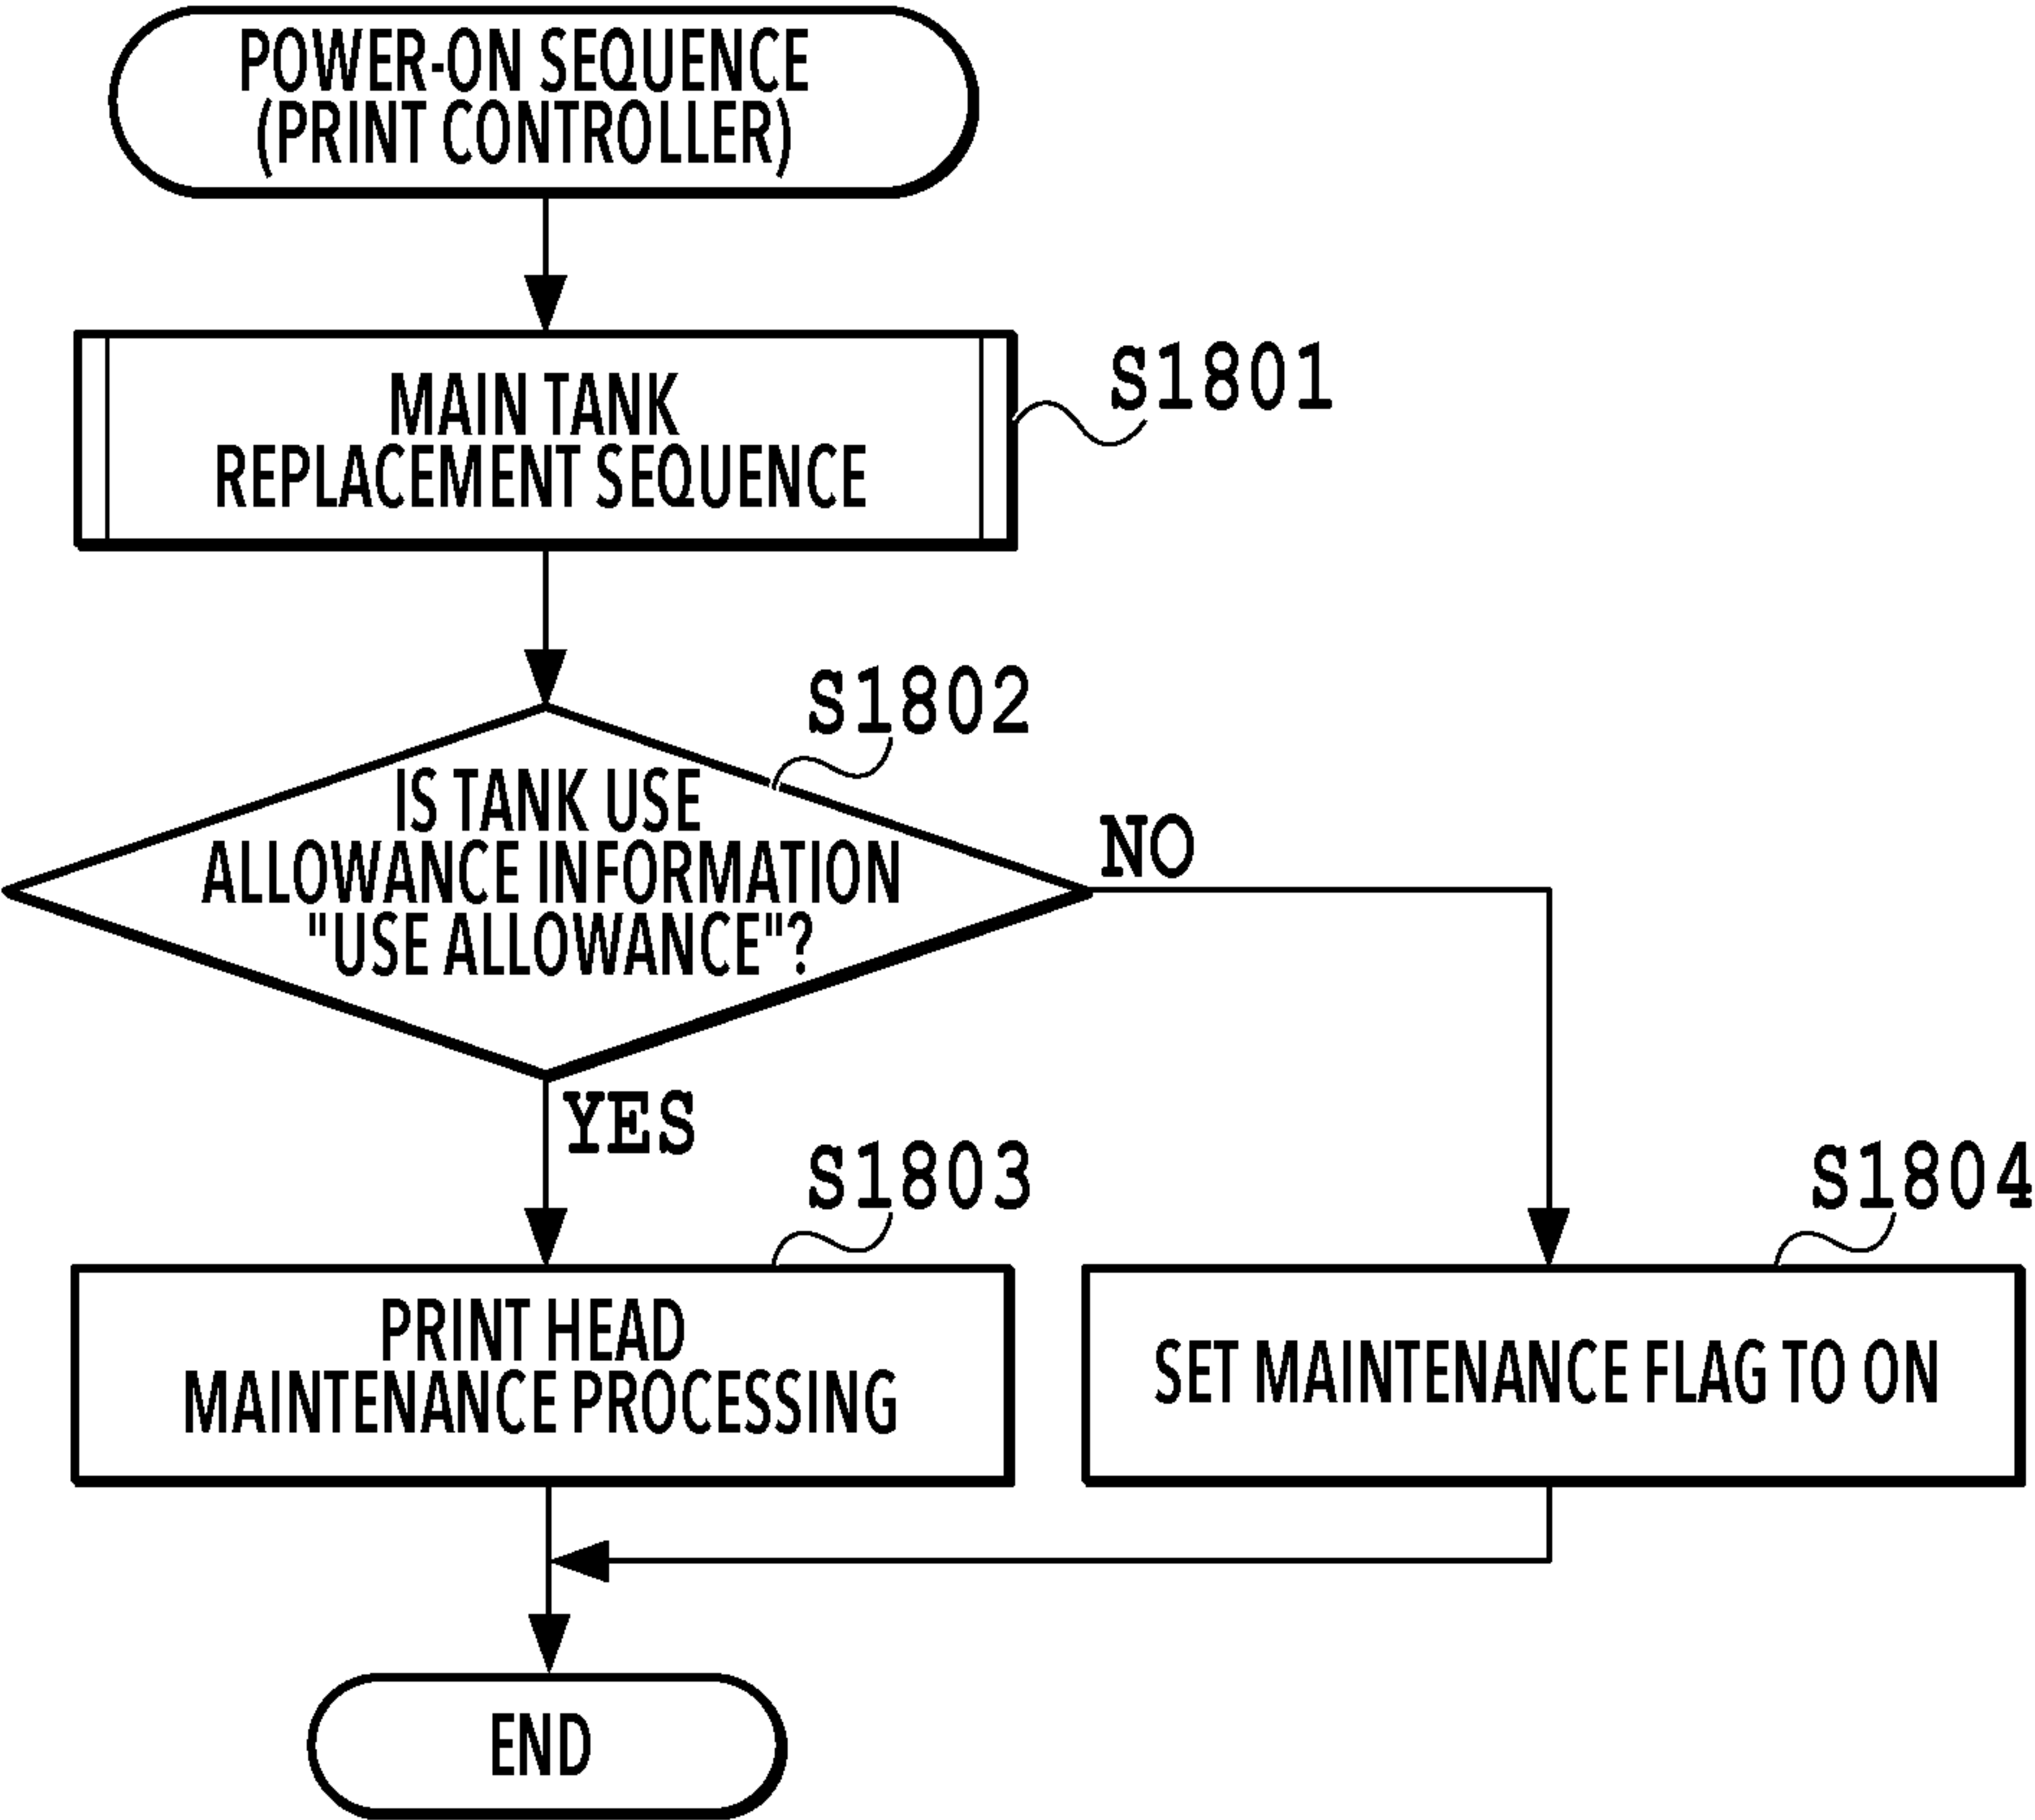 POWER-ON SEQUENCE
(PRINT CONTROLLER)
MAIN TANK
REPLACEMENT SEQUENCE
S1801
S1802
IS TANK USE
ALLOWANCE INFORMATION
"USE ALLOWANCE"?
NO
YES
S1803
PRINT HEAD
MAINTENANCE PROCESSING
S1804
SET MAINTENANCE FLAG TO ON
END